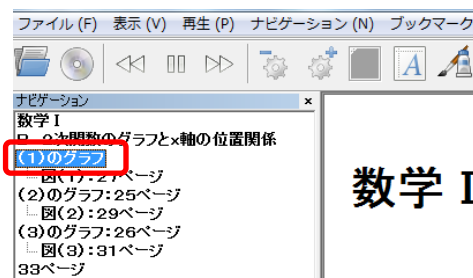 ファイル(F) 表示(V) 再生(P) ナビゲーション(N) ブックマーク
A A
ナビゲーション ×
数学Ⅰ
2次関数のグラフとx軸の位置関係
(1)のグラフ
図(1):27ページ
(2)のグラフ:25ページ
図(2):29ページ
(3)のグラフ:26ページ
図(3):31ページ
33ページ
数学